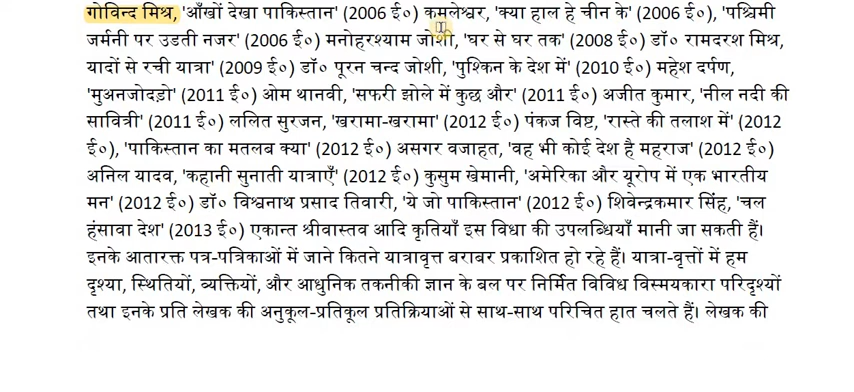 गोविन्द मिश्र, 'आँखों देखा पाकिस्तान' (2006 ई०) कमलेश्वर, 'क्या हाल हे चीन के' (2006 ई०), 'पश्चिमी
जर्मनी पर उडती नजर' (2006 ई०) मनोहरश्याम जोशी, 'घर से घर तक' (2008 ई०) डॉ० रामदरश मिश्र,
यादों से रची यात्रा' (2009 ई०) डॉ० पूरन चन्द जोशी, 'पुश्किन के देश में' (2010 ई०) महेश दर्पण,
'मुअनजोदड़ो' (2011 ई०) ओम थानवी, 'सफरी झोले में कुछ और' (2011 ई०) अजीत कुमार, 'नील नदी की
सावित्री' (2011 ई०) ललित सुरजन, 'खरामा-खरामा' (2012 ई०) पंकज विष्ट, 'रास्ते की तलाश में' (2012
ई०), 'पाकिस्तान का मतलब क्या' (2012 ई०) असगर वजाहत, 'वह भी कोई देश है महराज' (2012 ई०)
अनिल यादव, 'कहानी सुनाती यात्राएँ' (2012 ई०) कुसुम खेमानी, 'अमेरिका और यूरोप में एक भारतीय
मन' (2012 ई०) डॉ० विश्वनाथ प्रसाद तिवारी, 'ये जो पाकिस्तान' (2012 ई०) शिवेन्द्रकमार सिंह, 'चल
हंसावा देश' (2013 ई०) एकान्त श्रीवास्तव आदि कृतियाँ इस विधा की उपलब्धियाँ मानी जा सकती हैं।
इनके आतारक्त पत्र-पत्रिकाओं में जाने कितने यात्रावृत्त बराबर प्रकाशित हो रहे हैं। यात्रा-वृत्तों में हम
दृश्या, स्थितियों, व्यक्तियों, और आधुनिक तकनीकी ज्ञान के बल पर निर्मित विविध विस्मयकारा परिदृश्यों
तथा इनके प्रति लेखक की अनुकूल-प्रतिकूल प्रतिक्रियाओं से साथ-साथ परिचित हात चलते हैं। लेखक की